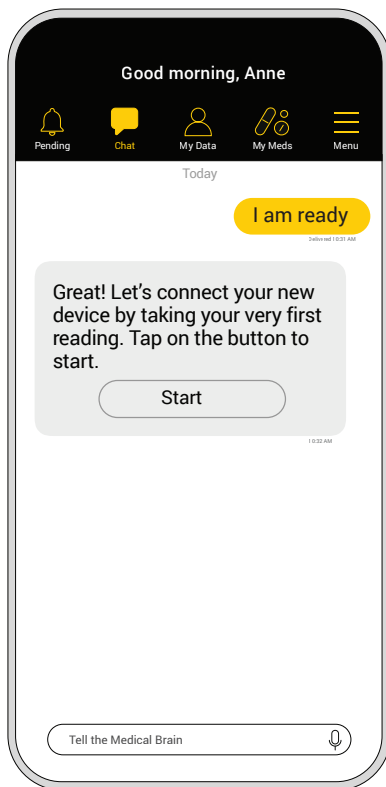 Good morning, Anne
Pending Chat My Data My Meds Menu
Today
I am ready
10:31 AM
Great! Let's connect your new
device by taking your very first
reading. Tap on the button to
start.
Start
10:32 AM
Tell the Medical Brain